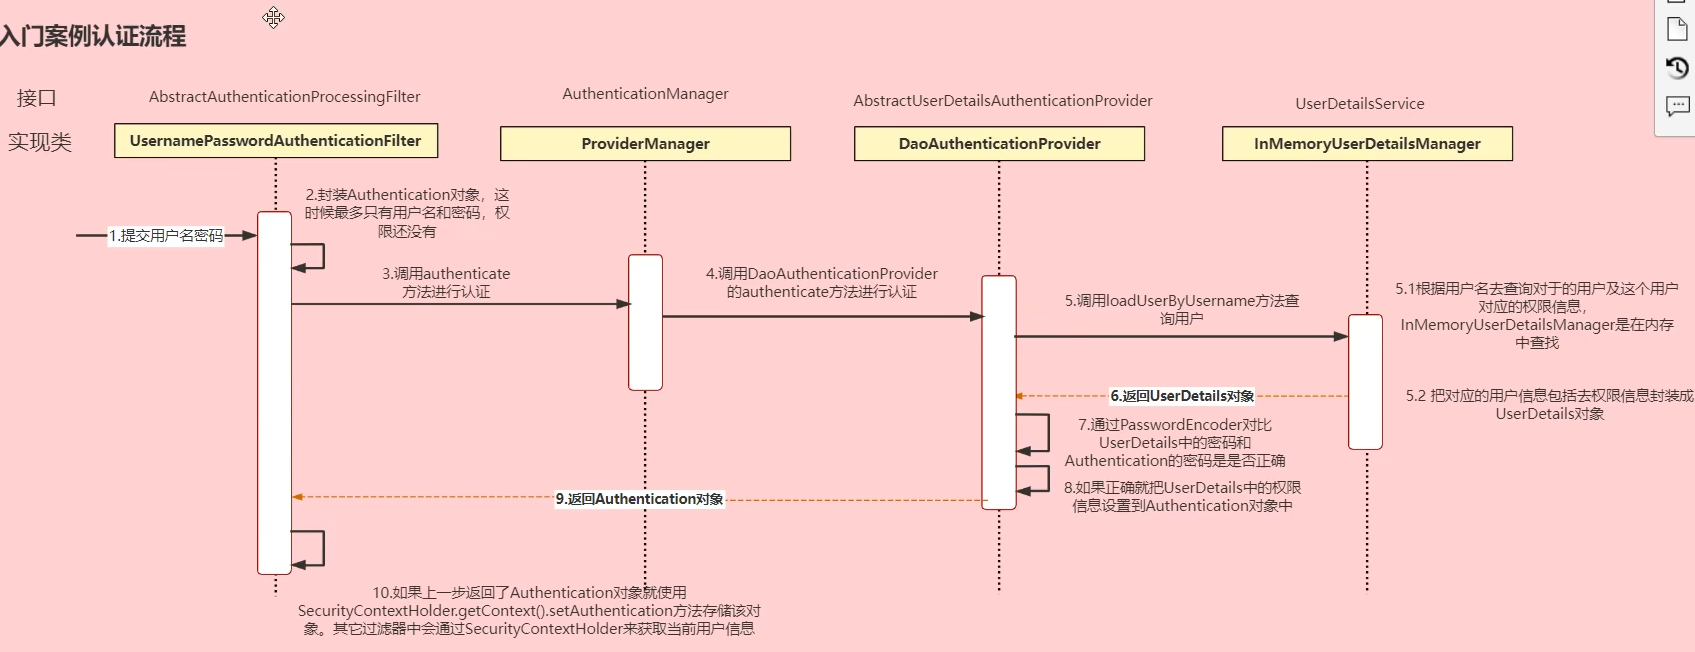 入门案例认证流程
接口
AbstractAuthenticationProcessingFilter
AuthenticationManager
AbstractUserDetailsAuthenticationProvider
UserDetailsService
实现类
UsernamePasswordAuthenticationFilter
ProviderManager
DaoAuthenticationProvider
InMemoryUserDetailsManager
1.提交用户名密码
2.封装Authentication对象，这
时候最多只有用户名和密码，权
限还没有
3.调用authenticate
方法进行认证
4.调用DaoAuthenticationProvider
的authenticate方法进行认证
5.调用loadUserByUsername方法查
询用户
5.1根据用户名去查询对于的用户及这个用户
对应的权限信息，
InMemoryUserDetailsManager是在内存
中查找
5.2 把对应的用户信息包括去权限信息封装成
UserDetails对象
6.返回UserDetails对象
7.通过PasswordEncoder对比
UserDetails中的密码和
Authentication的密码是是否正确
8.如果正确就把UserDetails中的权限
信息设置到Authentication对象中
9.返回Authentication对象
10.如果上一步返回了Authentication对象就使用
SecurityContextHolder.getContext().setAuthentication方法存储该对
象。其它过滤器中会通过SecurityContextHolder来获取当前用户信息